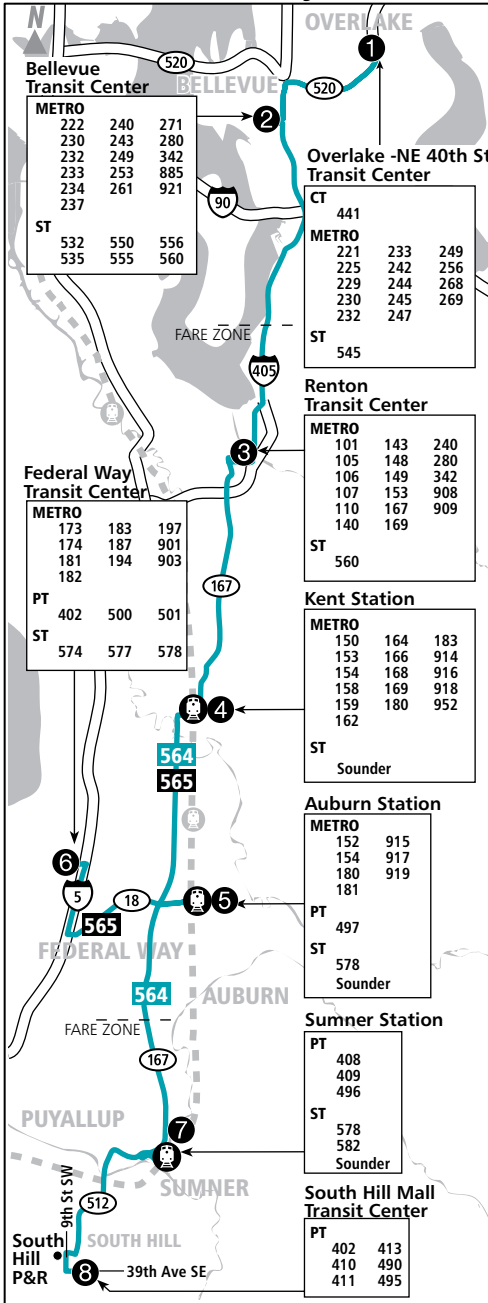 N
OVERLAKE
1
520
BELLEVUE
520
Bellevue
Transit Center
METRO
222 240 271
230 243 280
232 249 342
233 253 885
234 261 921
237
ST
532 550 556
535 555 560
2
90
Overlake -NE 40th St
Transit Center
CT
441
METRO
221 233 249
225 242 256
229 244 268
230 245 269
232 247
ST
545
FARE ZONE
405
Renton
Transit Center
METRO
101 143 240
105 148 280
106 149 342
107 153 908
110 167 909
140 169
ST
560
3
Federal Way
Transit Center
METRO
173 183 197
174 187 901
181 194 903
182
PT
402 500 501
ST
574 577 578
167
Kent Station
METRO
150 164 183
153 166 914
154 168 916
158 169 918
159 180 952
162
ST
Sounder
4
564
565
Auburn Station
METRO
152 915
154 917
180 919
181
PT
497
ST
578
Sounder
6
5
18
5
565
FEDERAL WAY
564
AUBURN
FARE ZONE
167
Sumner Station
PT
408
409
496
ST
578
582
Sounder
PUYALLUP
7
SUMNER
512
9th St SW
South Hill Mall
Transit Center
PT
402 413
410 490
411 495
South
Hill
P&R
SOUTH HILL
8
39th Ave SE